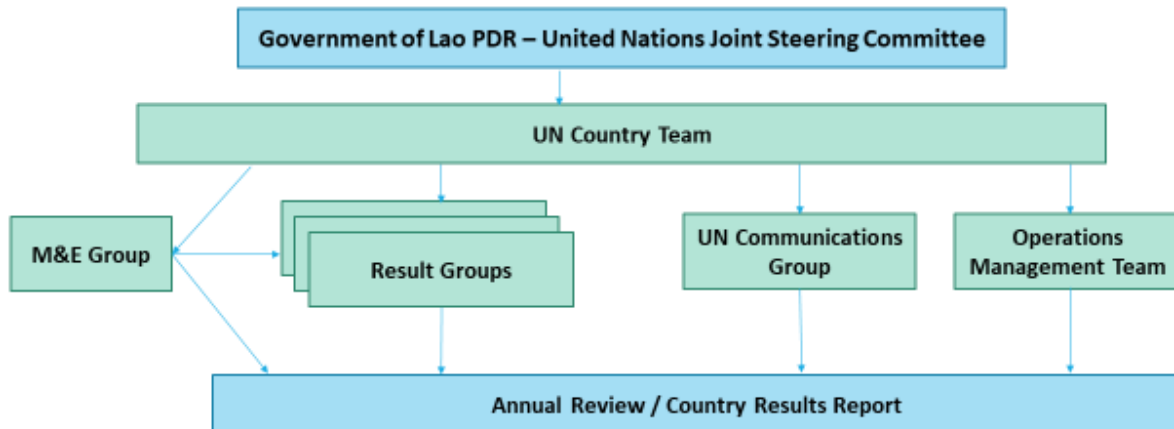 Government of Lao PDR – United Nations Joint Steering Committee
UN Country Team
M&E Group
Result Groups
UN Communications
Group
Operations
Management Team
Annual Review / Country Results Report